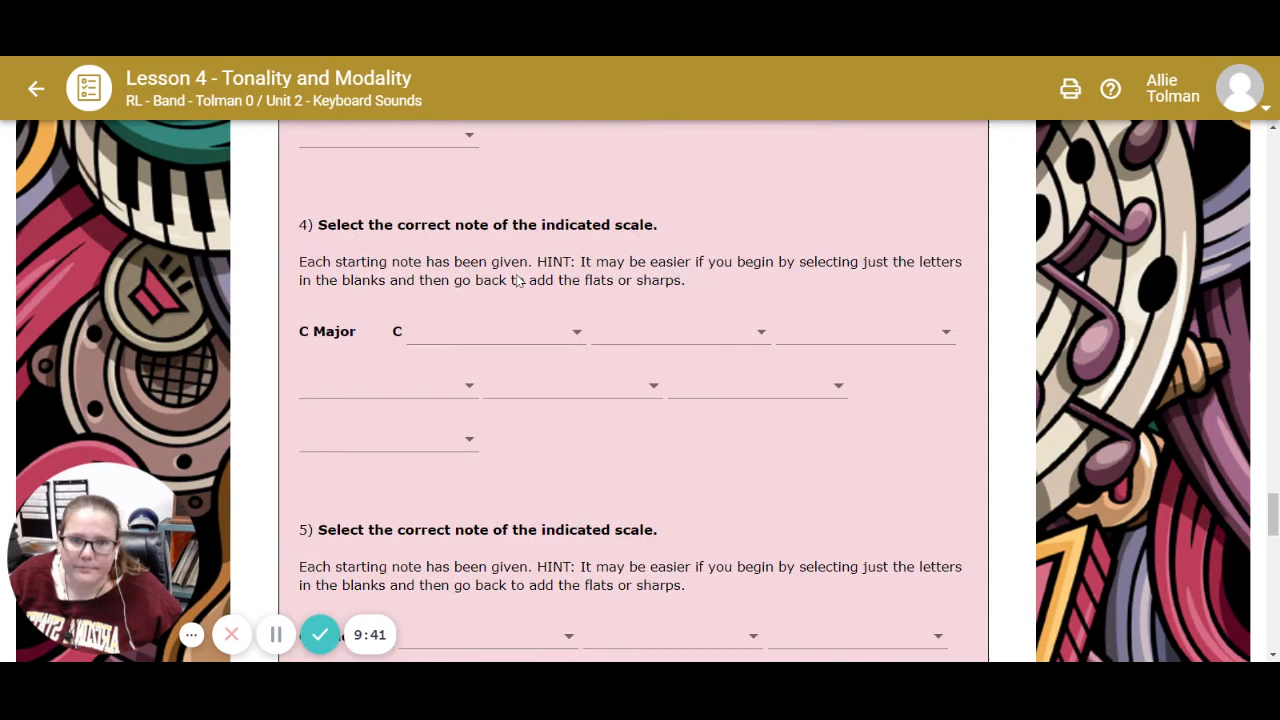 Lesson 4 - Tonality and Modality
RL - Band - Tolman 0 / Unit 2 - Keyboard Sounds
Allie
Tolman
4) Select the correct note of the indicated scale.
Each starting note has been given. HINT: It may be easier if you begin by selecting just the letters
in the blanks and then go back to add the flats or sharps.
C Major C
5) Select the correct note of the indicated scale.
Each starting note has been given. HINT: It may be easier if you begin by selecting just the letters
in the blanks and then go back to add the flats or sharps.
9:41